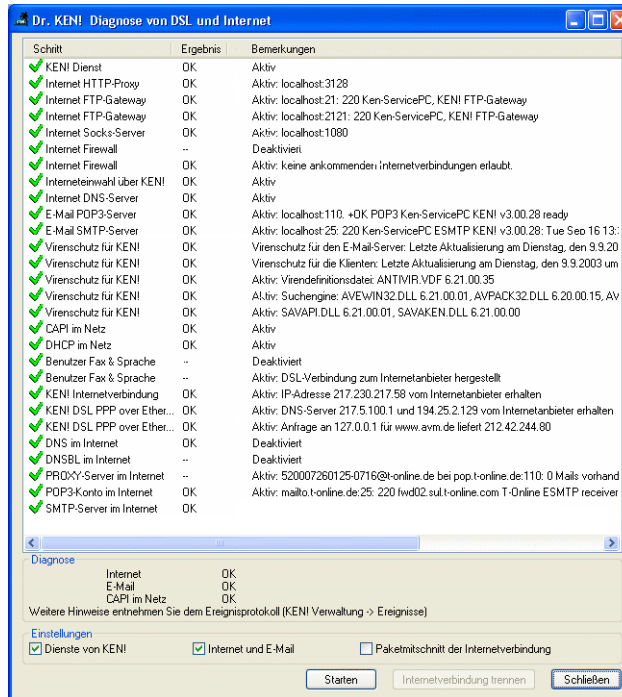 Dr. KEN! Diagnose von DSL und Internet
Schritt Ergebnis Bemerkungen
KEN! Dienst OK Aktiv
Internet HTTP-Proxy OK Aktiv: localhost:3128
Internet FTP-Gateway OK Aktiv: localhost:21: 220 Ken-ServicePC, KEN! FTP-Gateway
Internet FTP-Gateway OK Aktiv: localhost:2121: 220 Ken-ServicePC, KEN! FTP-Gateway
Internet Socks-Server OK Aktiv: localhost:1080
Internet Firewall -- Deaktiviert
Internet Firewall OK Aktiv: keine ankommenden Internetverbindungen erlaubt.
Interneteinwahl über KEN! OK Aktiv
Internet DNS-Server OK Aktiv
E-Mail POP3-Server OK Aktiv: localhost:110. +OK POP3 Ken-ServicePC KEN! v3.00.28 ready
E-Mail SMTP-Server OK Aktiv: localhost:25: 220 Ken-ServicePC ESMTP KEN! v3.00.28: Tue Sep 16 13:
Virenschutz für KEN! OK Virenschutz für den E-Mail-Server: Letzte Aktualisierung am Dienstag, den 9.9.20
Virenschutz für KEN! OK Virenschutz für die Klienten: Letzte Aktualisierung am Dienstag, den 9.9.2003 um
Virenschutz für KEN! OK Aktiv: Virendefinitionsdatei: ANTIVIR.VDF 6.21.00.35
Virenschutz für KEN! OK Aktiv: Suchengine: AVEWIN32.DLL 6.21.00.01, AVPACK32.DLL 6.20.00.15, AV
Virenschutz für KEN! OK Aktiv: SAVAPI.DLL 6.21.00.01, SAVAKEN.DLL 6.21.00.00
CAPI im Netz OK Aktiv
DHCP im Netz OK Aktiv
Benutzer Fax & Sprache -- Deaktiviert
Benutzer Fax & Sprache -- Aktiv: DSL-Verbindung zum Internetanbieter hergestellt
KEN! Internetverbindung OK Aktiv: IP-Adresse 217.230.217.58 vom Internetanbieter erhalten
KEN! DSL PPP over Ether... OK Aktiv: DNS-Server 217.5.100.1 und 194.25.2.129 vom Internetanbieter erhalten
KEN! DSL PPP over Ether... OK Aktiv: Anfrage an 127.0.0.1 für www.avm.de liefert 212.42.244.80
DNS im Internet OK Deaktiviert
DNSBL im Internet -- Deaktiviert
PROXY-Server im Internet -- Aktiv: 520007260125-0716@t-online.de bei pop.t-online.de:110: 0 Mails vorhand
POP3-Konto im Internet OK Aktiv: mailto.t-online.de:25: 220 fwd02.sul.t-online.com T-Online ESMTP receiver
SMTP-Server im Internet OK
Diagnose
Internet OK
E-Mail OK
CAPI im Netz OK
Weitere Hinweise entnehmen Sie dem Ereignisprotokoll (KEN! Verwaltung -> Ereignisse)
Einstellungen
Dienste von KEN! Internet und E-Mail Paketmitschnitt der Internetverbindung
Starten Internetverbindung trennen Schließen